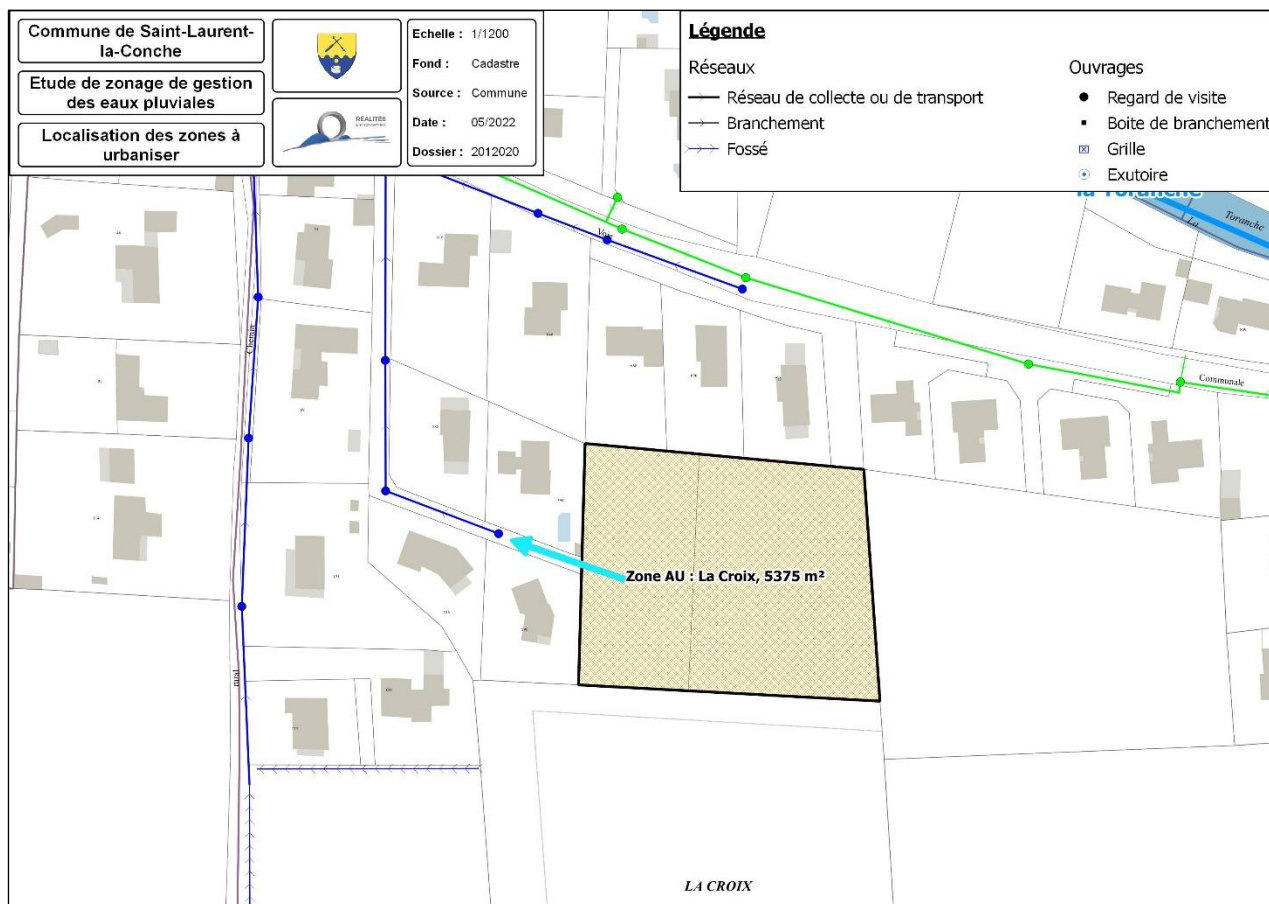 Commune de Saint-Laurent-
la-Conche
Etude de zonage de gestion
des eaux pluviales
Localisation des zones à
urbaniser
RÉALITÉS
Echelle : 1/1200
Fond : Cadastre
Source : Commune
Date : 05/2022
Dossier : 2012020
Légende
Réseaux
Réseau de collecte ou de transport
Branchement
Fossé
Ouvrages
Regard de visite
Boite de branchement
Grille
Exutoire
la Toranche
La Toranche
Voie
Communale
Chemin
rural
Zone AU : La Croix, 5375 m²
LA CROIX